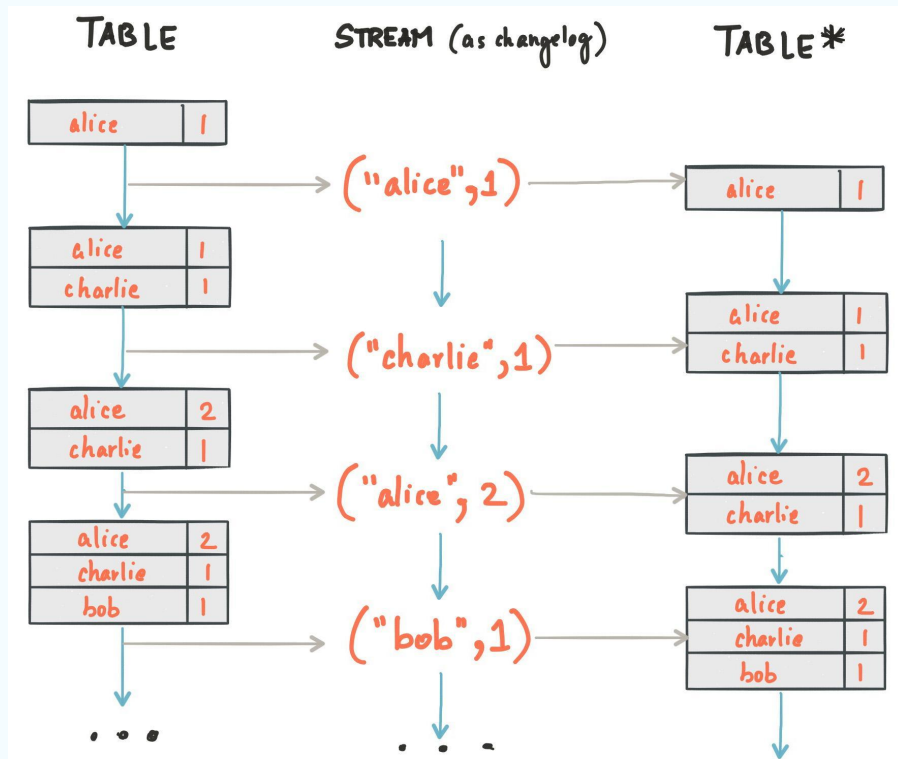 TABLE
STREAM (as changelog)
TABLE*
alice 1
("alice",1)
alice 1
alice 1
charlie 1
("charlie",1)
alice 1
charlie 1
alice 2
charlie 1
("alice", 2)
alice 2
charlie 1
alice 2
charlie 1
bob 1
("bob",1)
alice 2
charlie 1
bob 1
...
...